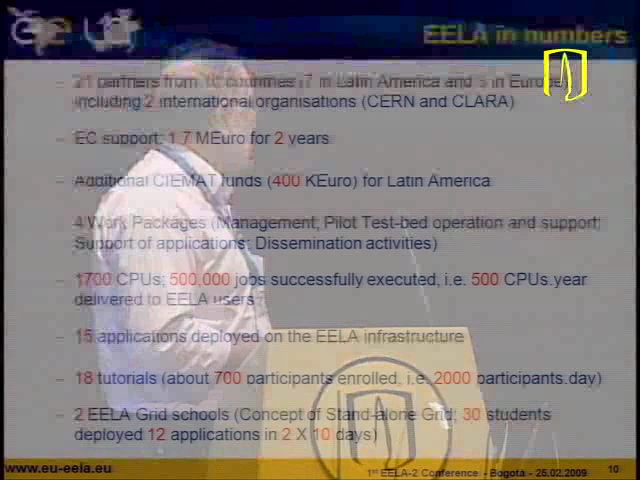 EELA in numbers
– 21 partners from 10 countries (7 in Latin America and 3 in Europe)
including 2 international organisations (CERN and CLARA)
– EC support: 1.7 MEuro for 2 years
– Additional CIEMAT funds (400 KEuro) for Latin America
– 4 Work Packages (Management; Pilot Test-bed operation and support;
Support of applications; Dissemination activities)
– 1700 CPUs; 500,000 jobs successfully executed, i.e. 500 CPUs.year
delivered to EELA users
– 15 applications deployed on the EELA infrastructure
– 18 tutorials (about 700 participants enrolled, i.e. 2000 participants.day)
– 2 EELA Grid schools (Concept of Stand-alone Grid; 30 students
deployed 12 applications in 2 X 10 days)
www.eu-eela.eu
1st EELA-2 Conference - Bogotá - 25.02.2009
10